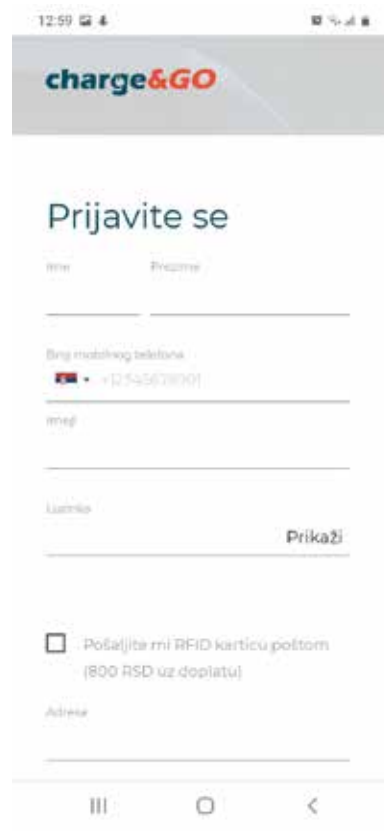 12:59
charge&GO
Prijavite se
Ime Prezime
Broj mobilnog telefona
+12345678901
Imejl
Lozinka
Prikaži
Pošaljite mi RFID karticu poštom
(800 RSD uz doplatu)
Adresa